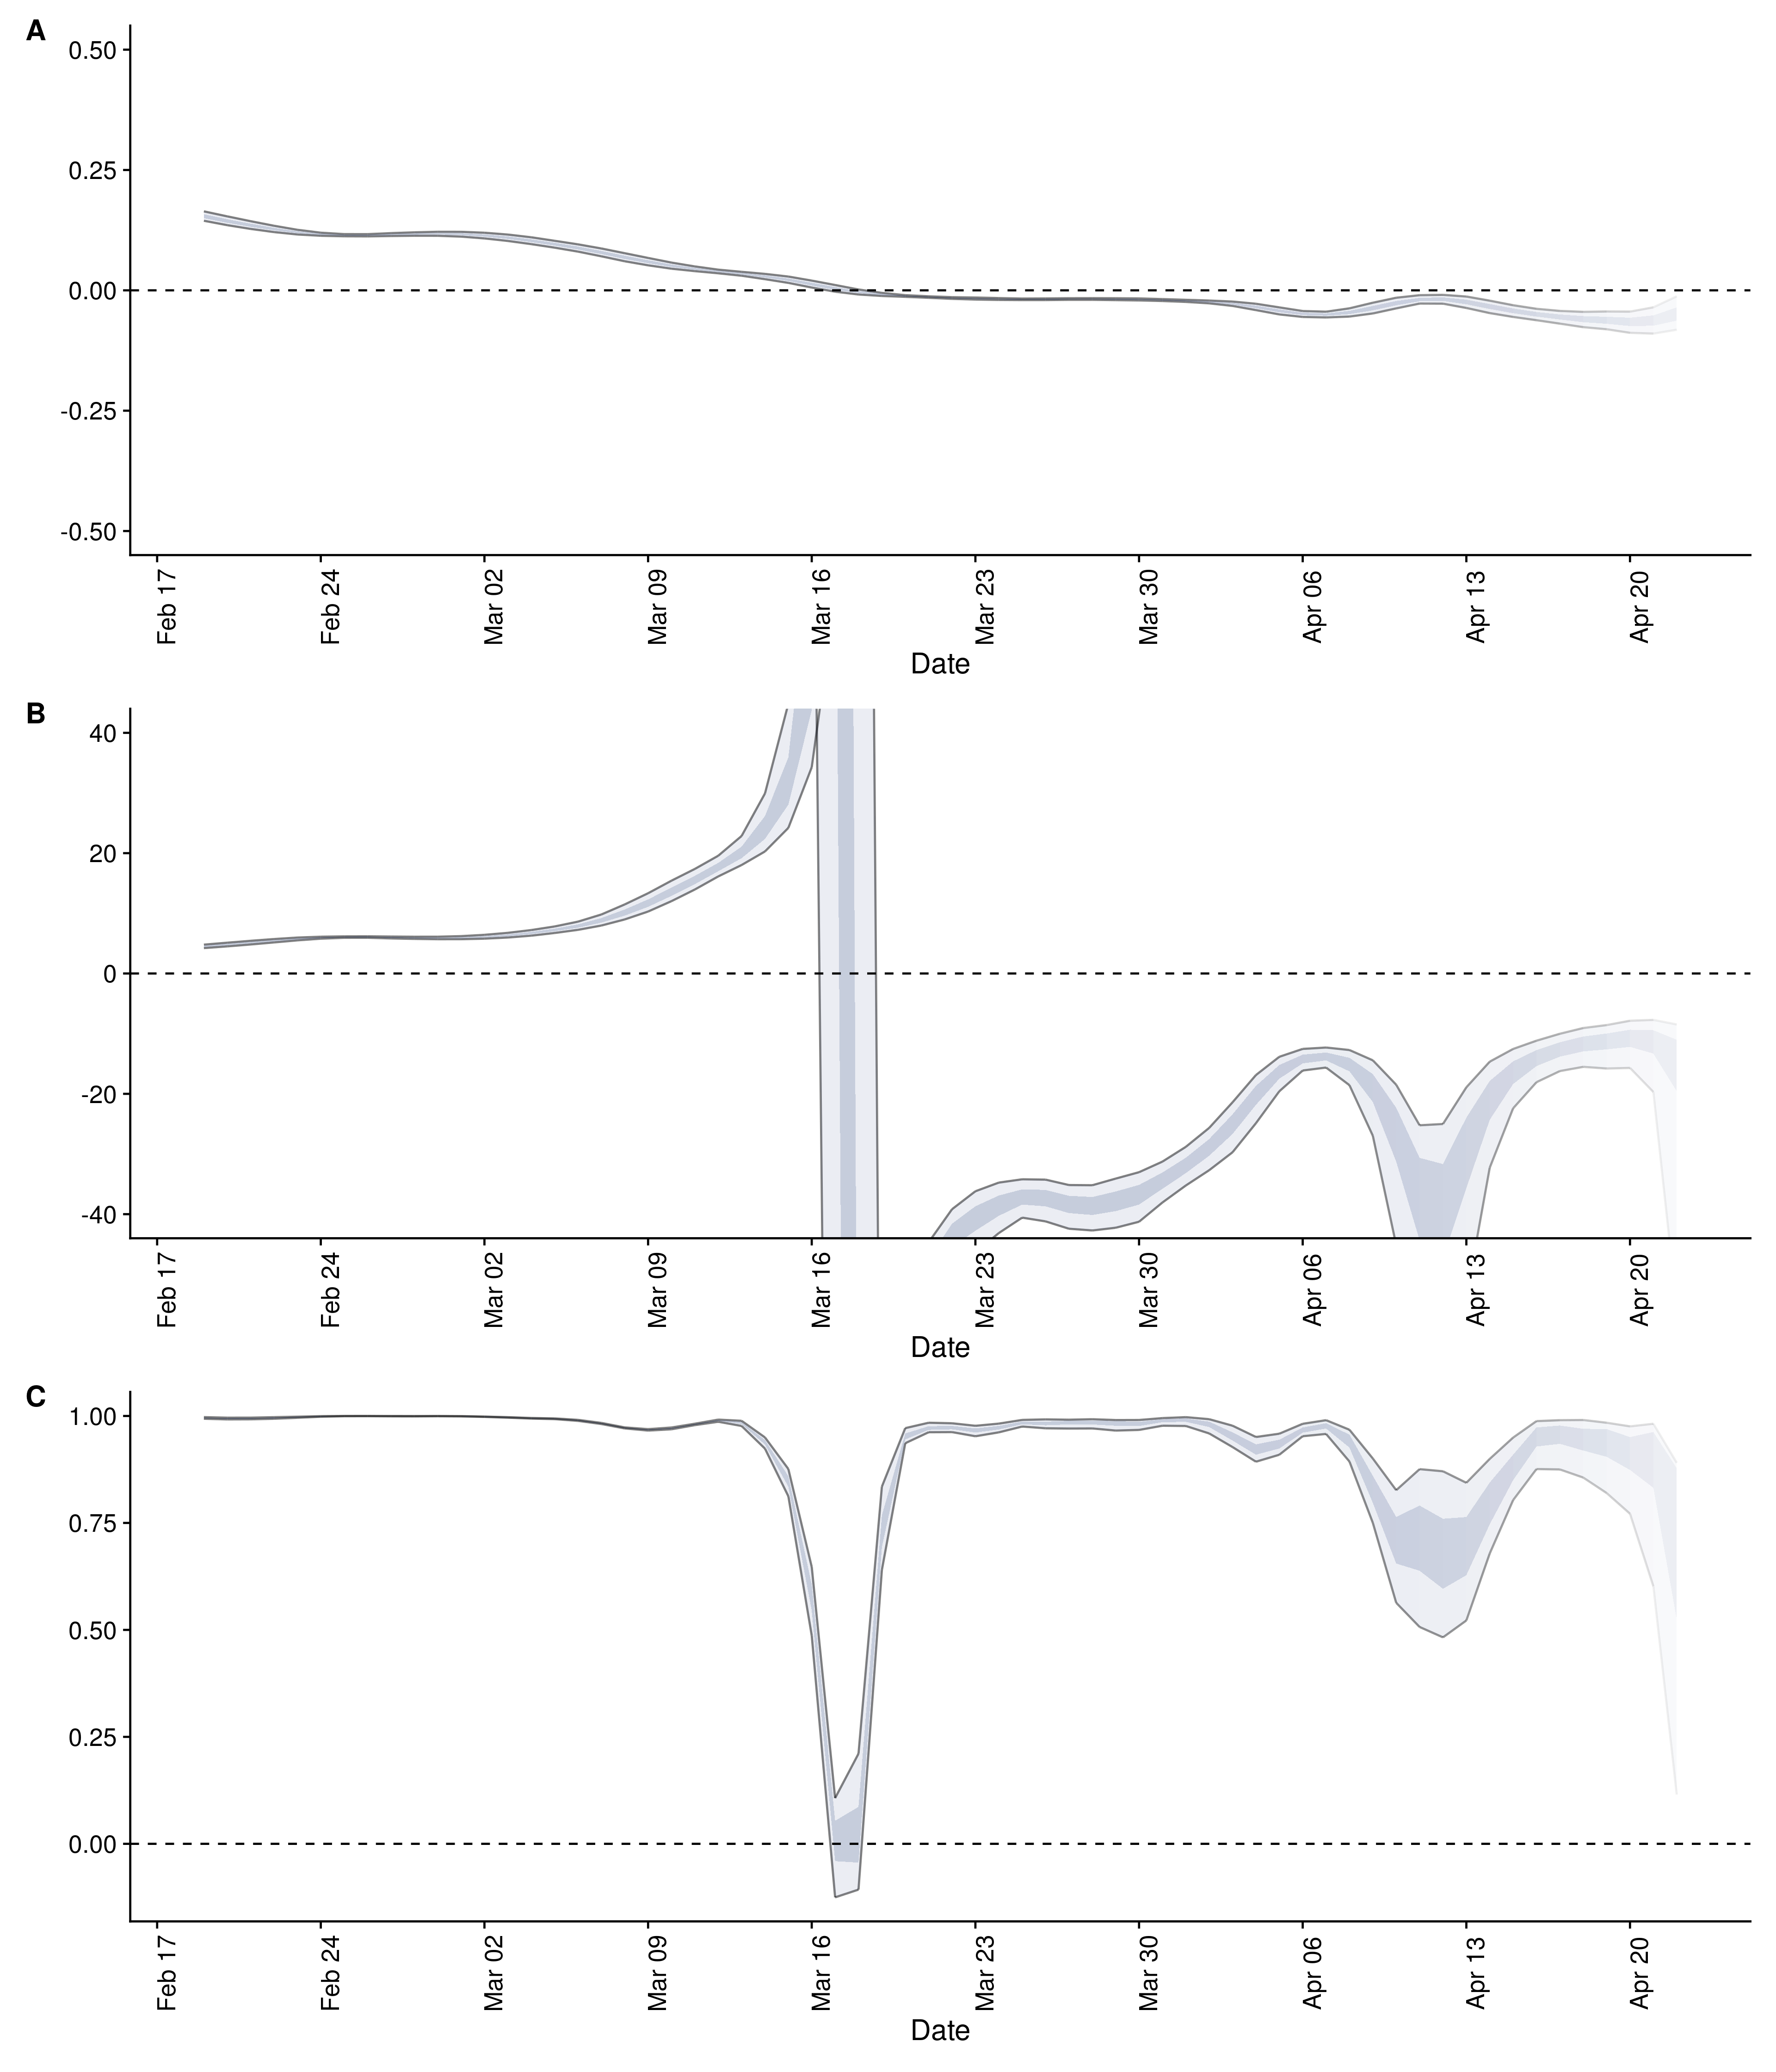 A
0.50
0.25
0.00
-0.25
-0.50
Feb 17
Feb 24
Mar 02
Mar 09
Mar 16
Mar 23
Mar 30
Apr 06
Apr 13
Apr 20
Date
B
40
20
0
-20
-40
Feb 17
Feb 24
Mar 02
Mar 09
Mar 16
Mar 23
Mar 30
Apr 06
Apr 13
Apr 20
Date
C
1.00
0.75
0.50
0.25
0.00
Feb 17
Feb 24
Mar 02
Mar 09
Mar 16
Mar 23
Mar 30
Apr 06
Apr 13
Apr 20
Date